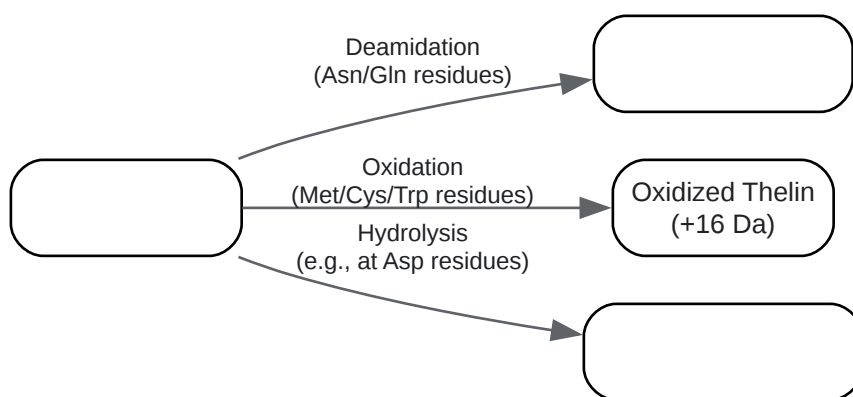 Deamidation
(Asn/Gln residues)
Oxidation
(Met/Cys/Trp residues)
Oxidized Thelin
(+16 Da)
Hydrolysis
(e.g., at Asp residues)